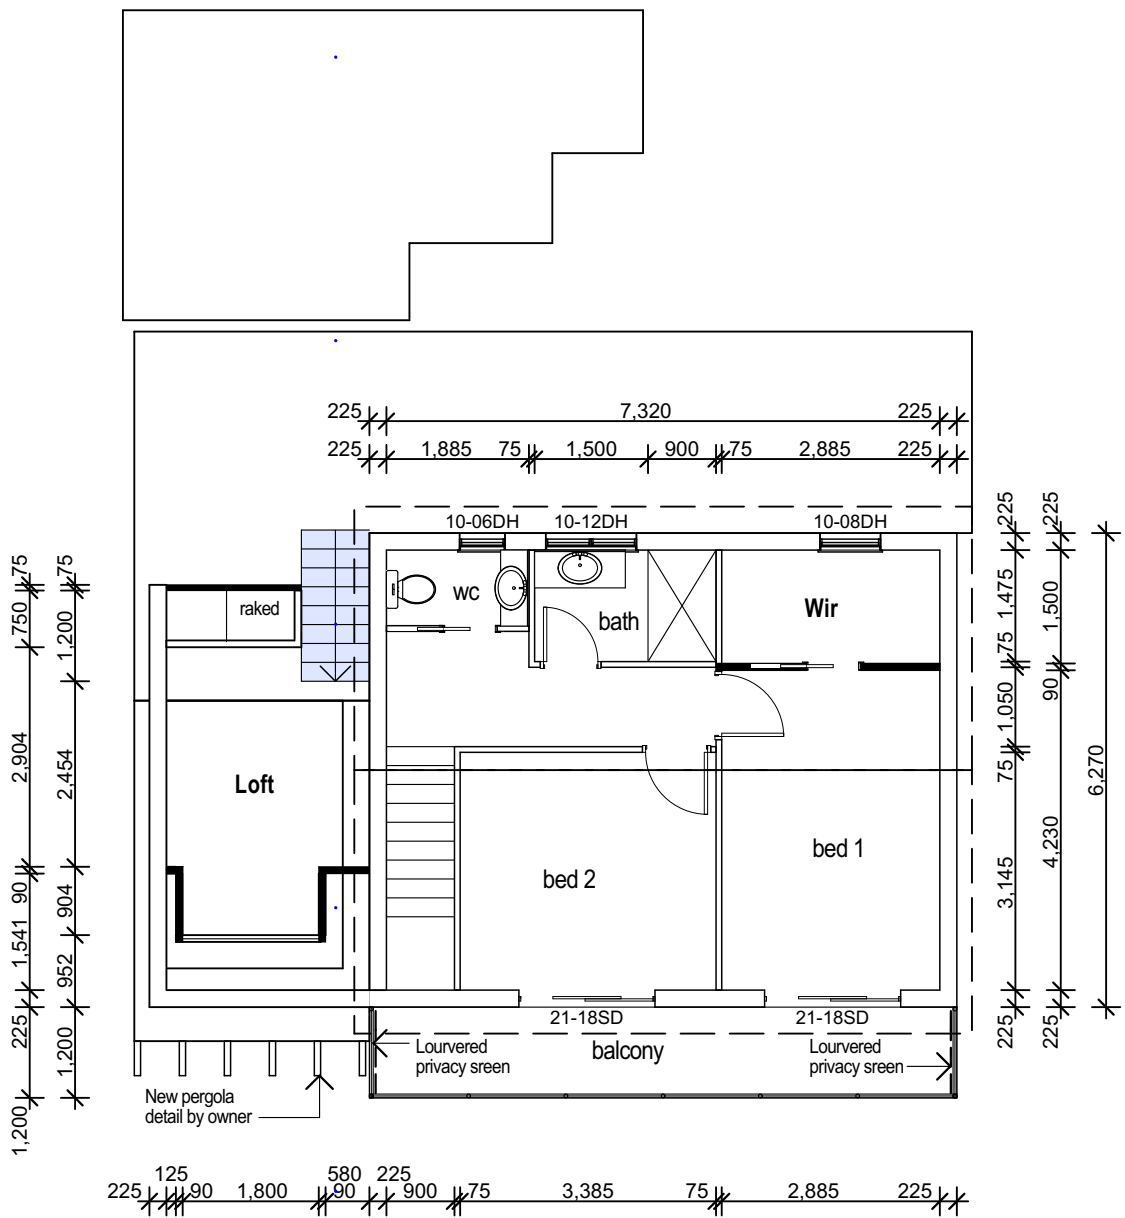 225 7,320 225
225 1,885 75 1,500 900 75 2,885 225
10-06DH 10-12DH 10-08DH
wc
bath
Wir
raked
Loft
bed 2
bed 1
21-18SD 21-18SD
balcony
Lourvered
privacy sreen
Lourvered
privacy sreen
New pergola
detail by owner
75
750
2,904
90
1,541
225
1,200
75
1,200
2,454
904
952
1,200
225
1,475
75
1,050
75
3,145
225
225
1,500
90
4,230
225
6,270
125 580 225
225 90 1,800 90 900 75 3,385 75 2,885 225